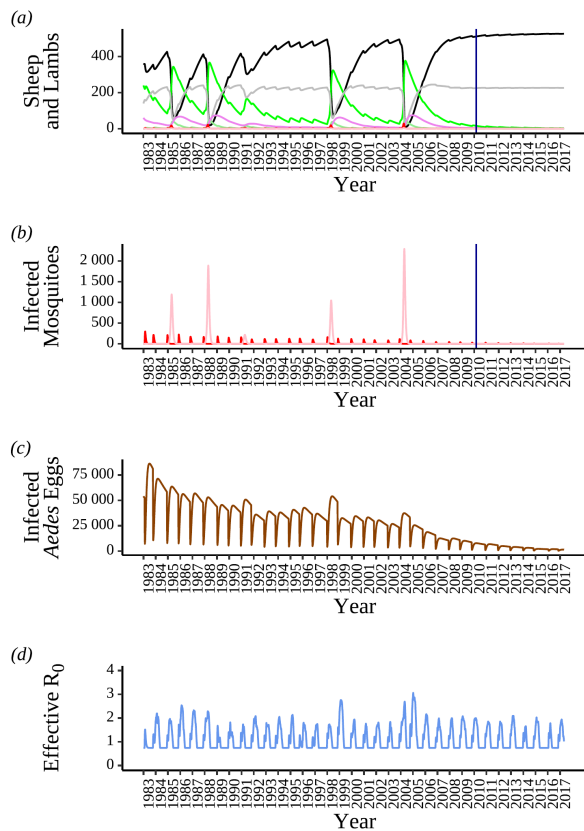 (a)
Sheep
and Lambs
400
200
0
1983 1984 1985 1986 1987 1988 1989 1990 1991 1992 1993 1994 1995 1996 1997 1998 1999 2000 2001 2002 2003 2004 2005 2006 2007 2008 2009 2010 2011 2012 2013 2014 2015 2016 2017
Year
(b)
Infected
Mosquitoes
2 000
1 500
1 000
500
0
1983 1984 1985 1986 1987 1988 1989 1990 1991 1992 1993 1994 1995 1996 1997 1998 1999 2000 2001 2002 2003 2004 2005 2006 2007 2008 2009 2010 2011 2012 2013 2014 2015 2016 2017
Year
(c)
Infected
Aedes Eggs
75 000
50 000
25 000
0
1983 1984 1985 1986 1987 1988 1989 1990 1991 1992 1993 1994 1995 1996 1997 1998 1999 2000 2001 2002 2003 2004 2005 2006 2007 2008 2009 2010 2011 2012 2013 2014 2015 2016 2017
Year
(d)
Effective R0
4
3
2
1
0
1983 1984 1985 1986 1987 1988 1989 1990 1991 1992 1993 1994 1995 1996 1997 1998 1999 2000 2001 2002 2003 2004 2005 2006 2007 2008 2009 2010 2011 2012 2013 2014 2015 2016 2017
Year